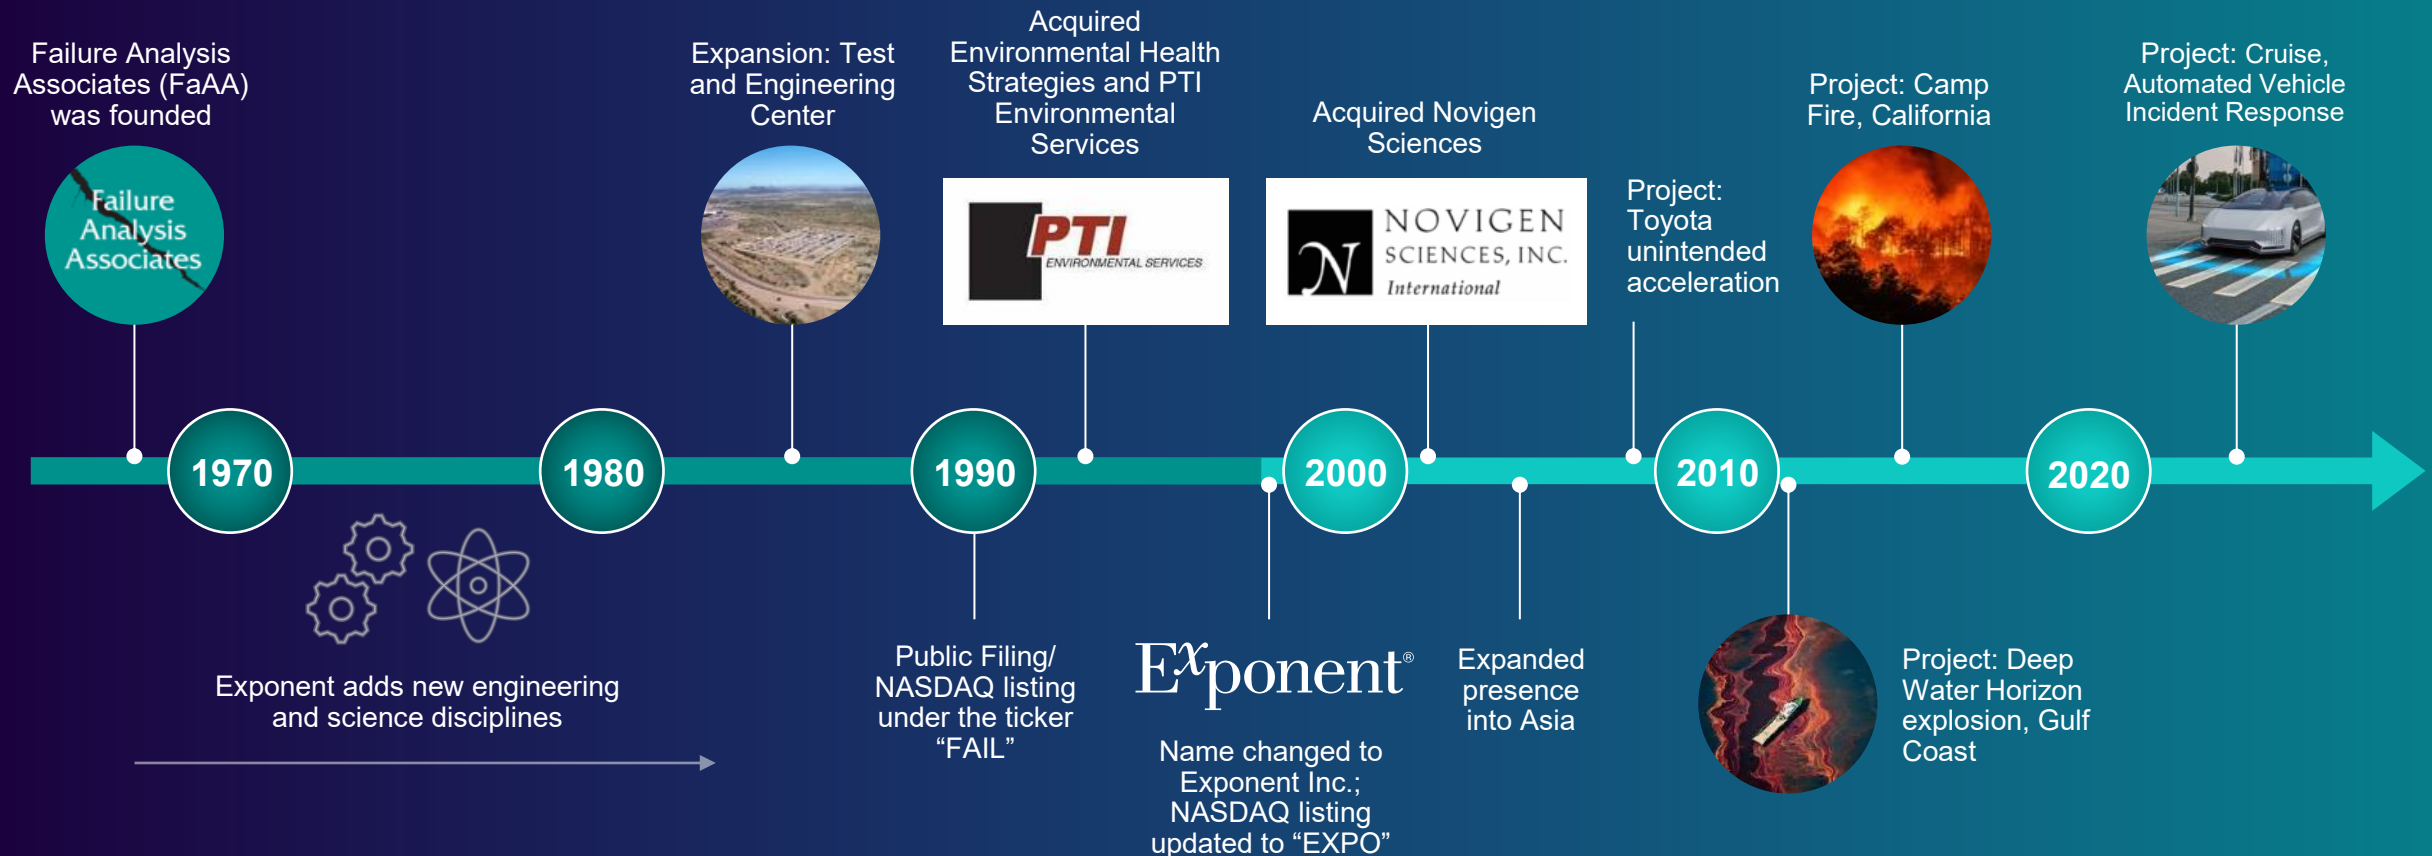 Failure Analysis
Associates (FaAA)
was founded
Failure
Analysis
Associates
Expansion: Test
and Engineering
Center
Acquired
Environmental Health
Strategies and PTI
Environmental
Services
PTI
ENVIRONMENTAL SERVICES
Acquired Novigen
Sciences
N
NOVIGEN
SCIENCES, INC.
International
Project:
Toyota
unintended
acceleration
Project: Camp
Fire, California
Project: Cruise,
Automated Vehicle
Incident Response
1970
1980
1990
2000
2010
2020
Exponent adds new engineering
and science disciplines
Public Filing/
NASDAQ listing
under the ticker
“FAIL”
Exponent®
Name changed to
Exponent Inc.;
NASDAQ listing
updated to “EXPO”
Expanded
presence
into Asia
Project: Deep
Water Horizon
explosion, Gulf
Coast